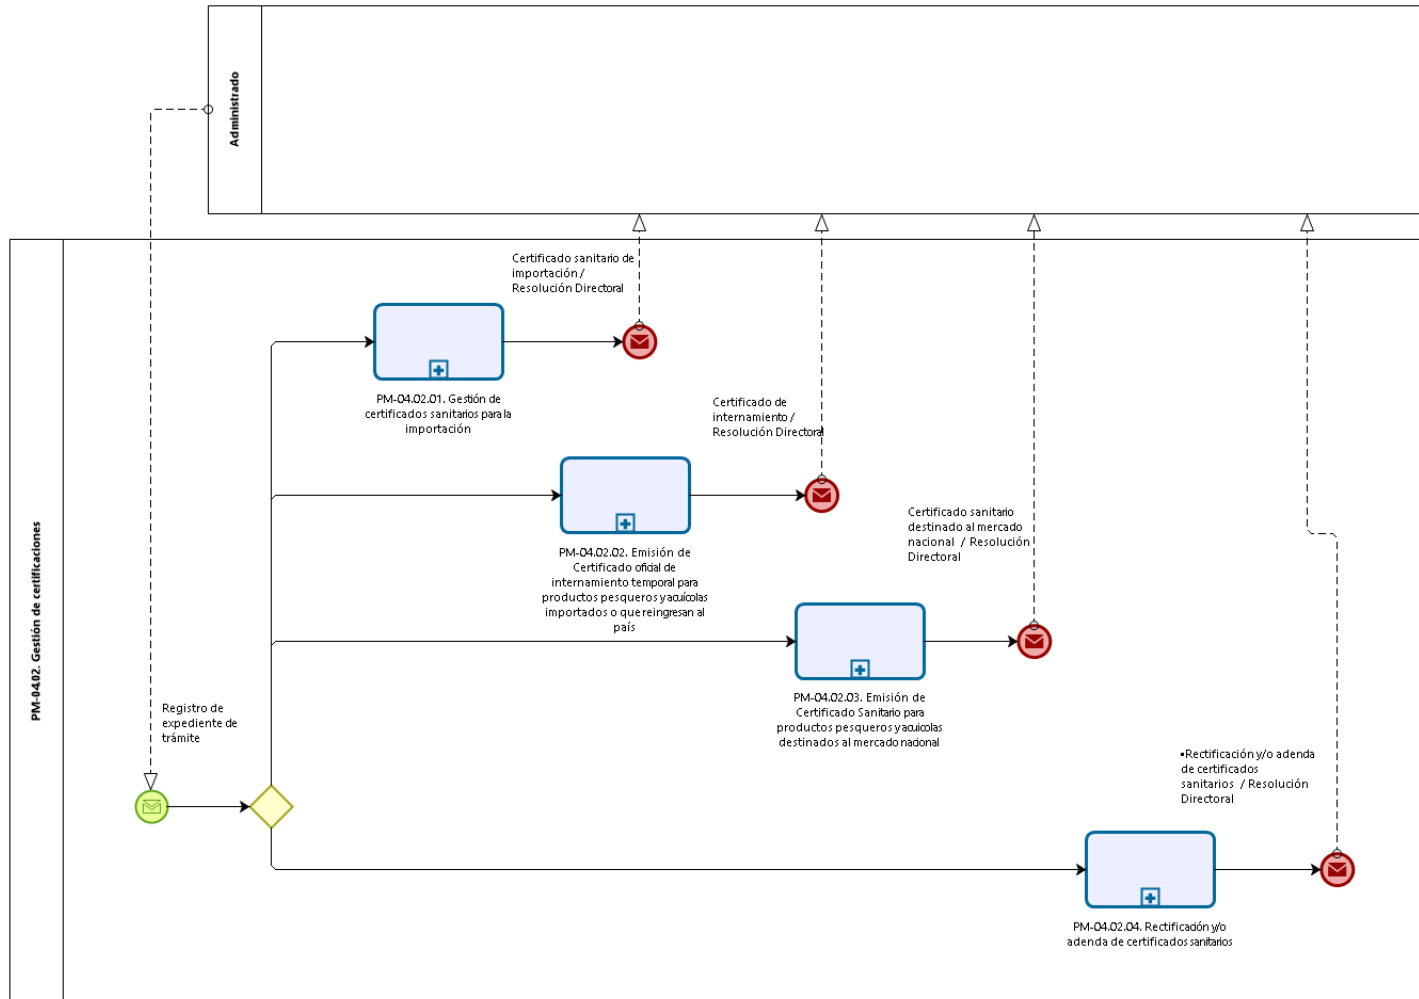 Administrado
PM-04.02. Gestión de certificaciones
Certificado sanitario de
importación /
Resolución Directoral
PM-04.02.01. Gestión de
certificados sanitarios para la
importación
Certificado de
internamiento /
Resolución Directoral
PM-04.02.02. Emisión de
Certificado oficial de
internamiento temporal para
productos pesqueros y acuícolas
importados o que reingresan al
país
Certificado sanitario
destinado al mercado
nacional / Resolución
Directoral
PM-04.02.03. Emisión de
Certificado Sanitario para
productos pesqueros y acuicolas
destinados al mercado nacional
Registro de
expediente de
trámite
▪Rectificación y/o adenda
de certificados
sanitarios / Resolución
Directoral
PM-04.02.04. Rectificación y/o
adenda de certificados sanitarios